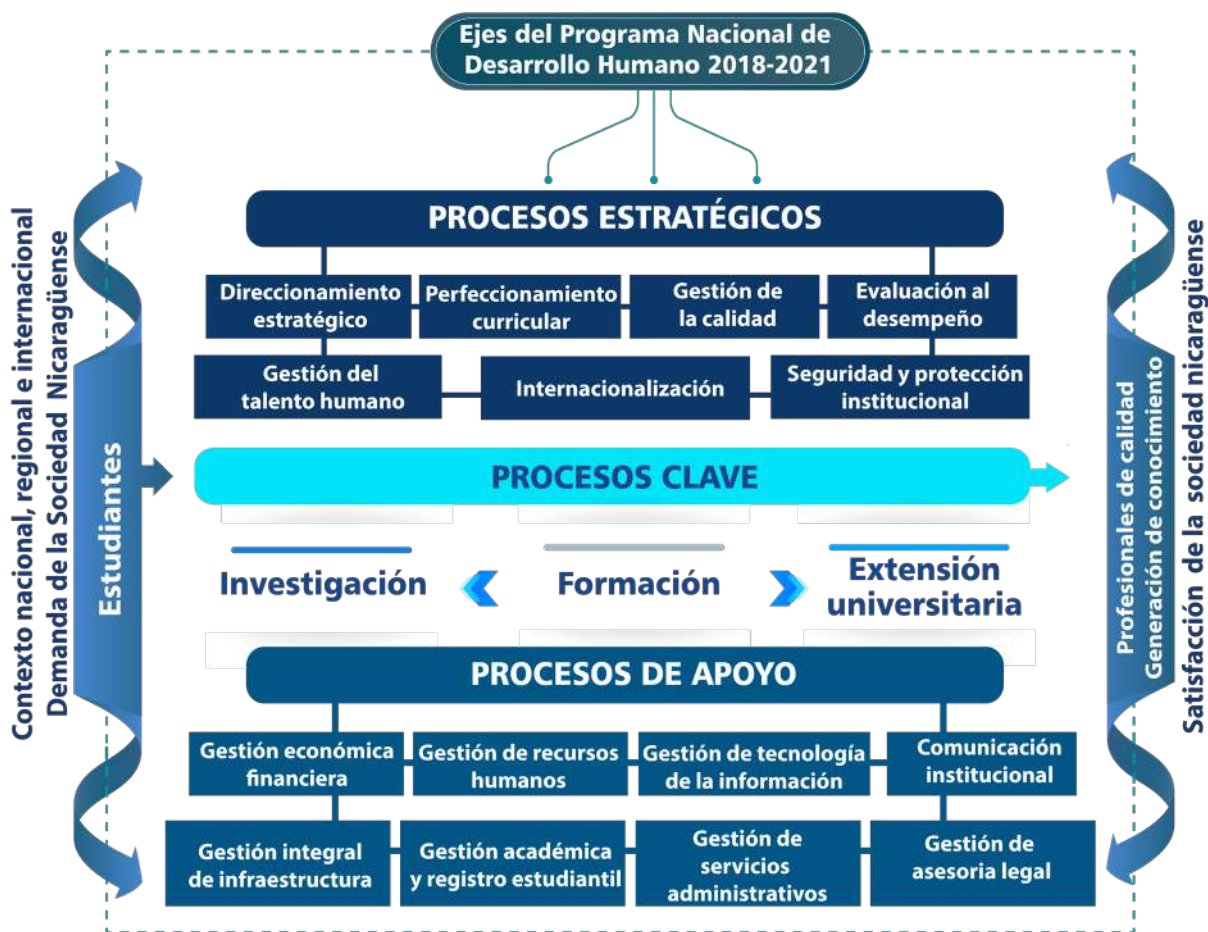 Ejes del Programa Nacional de
Desarrollo Humano 2018-2021
Contexto nacional, regional e internacional
Demanda de la Sociedad Nicaragüense
Estudiantes
PROCESOS ESTRATÉGICOS
Direccionamiento
estratégico
Perfeccionamiento
curricular
Gestión de
la calidad
Evaluación al
desempeño
Gestión del
talento humano
Internacionalización
Seguridad y protección
institucional
PROCESOS CLAVE
Investigación
Formación
Extensión
universitaria
PROCESOS DE APOYO
Gestión económica
financiera
Gestión de recursos
humanos
Gestión de tecnología
de la información
Comunicación
institucional
Gestión integral
de infraestructura
Gestión académica
y registro estudiantil
Gestión de
servicios
administrativos
Gestión de
asesoria legal
Profesionales de calidad
Generación de conocimiento
Satisfacción de la sociedad nicaragüense